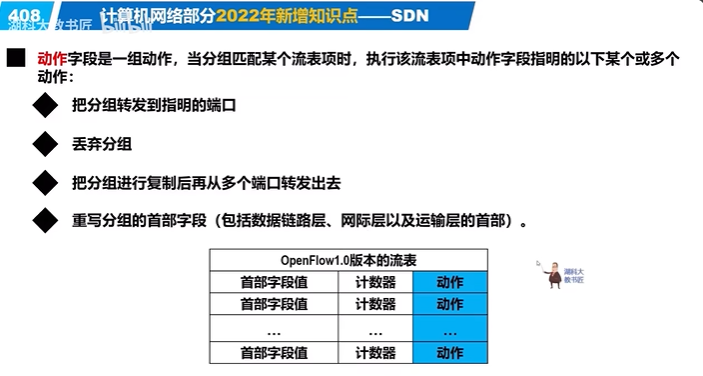 408 计算机网络部分2022年新增知识点——SDN
湖科大教书匠 bilibili
动作字段是一组动作，当分组匹配某个流表项时，执行该流表项中动作字段指明的以下某个或多个
动作：
把分组转发到指明的端口
丢弃分组
把分组进行复制后再从多个端口转发出去
重写分组的首部字段（包括数据链路层、网际层以及运输层的首部）。
OpenFlow1.0版本的流表
首部字段值 计数器 动作
首部字段值 计数器 动作
... ... ...
首部字段值 计数器 动作
湖科大
教书匠